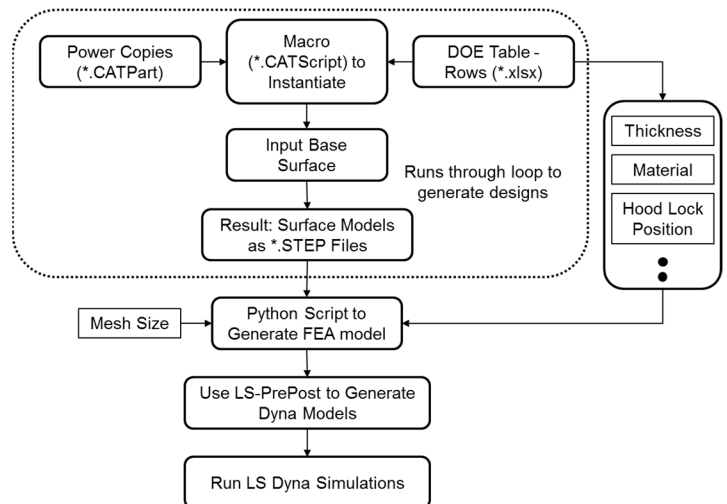 Power Copies
(*.CATPart)
Macro
(*.CATScript) to
Instantiate
DOE Table -
Rows (*.xlsx)
Thickness
Material
Hood Lock
Position
Input Base
Surface
Runs through loop to
generate designs
Result: Surface Models
as *.STEP Files
Mesh Size
Python Script to
Generate FEA model
Use LS-PrePost to Generate
Dyna Models
Run LS Dyna Simulations